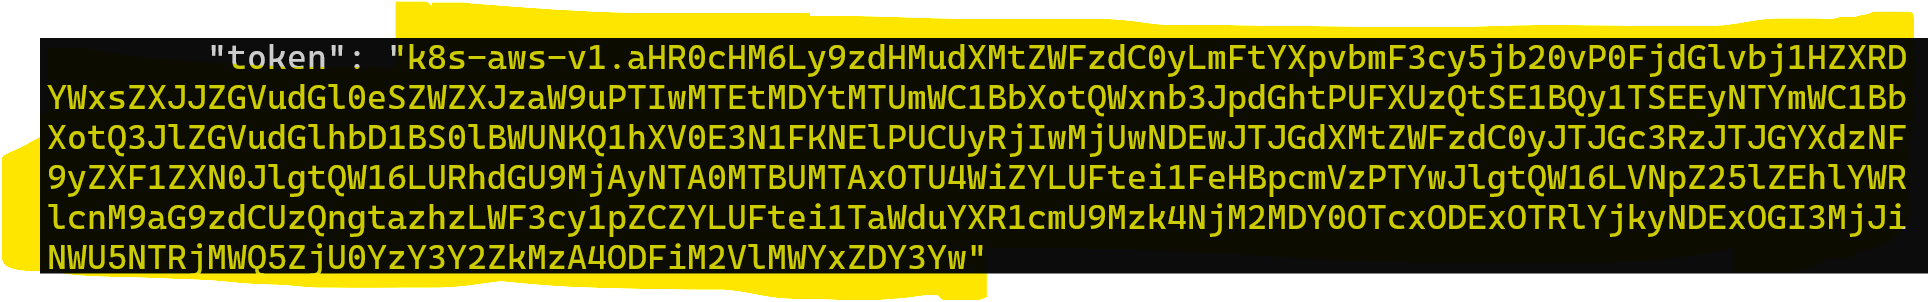 "token": "k8s-aws-v1.aHR0cHM6Ly9zdHMudXMtZWFzdC0yLmFtYXpvbmF3cy5jb20vP0FjdGlvbj1HZXRD
YWxsZXJJZGVudGl0eSZWZXJzaW9uPTIwMTEtMDYtMTUmWC1BbXotQWxnb3JpdGhtPUFXUzQtSE1BQy1TSEEyNTYmWC1Bb
XotQ3JlZGVudGlhbD1BS0lBWUNKQ1hXV0E3N1FKNElPUCUyRjIwMjUwNDEwJTJGdXMtZWFzdC0yJTJGc3RzJTJGYXdzNF
9yZXF1ZXN0JlgtQW16LURhdGU9MjAyNTA0MTBUMTAxOTU4WiZYLUFtei1FeHBpcmVzPTYwJlgtQW16LVNpZ25lZEhlYWR
lcnM9aG9zdCUzQngtazhzLWF3cy1pZCZYLUFtei1TaWduYXR1cmU9Mzk4NjM2MDY0OTcxODExOTRlYjkyNDExOGI3MjJi
NWU5NTRjMWQ5ZjU0YzY3Y2ZkMzA4ODFiM2VlMWYxZDY3Yw"